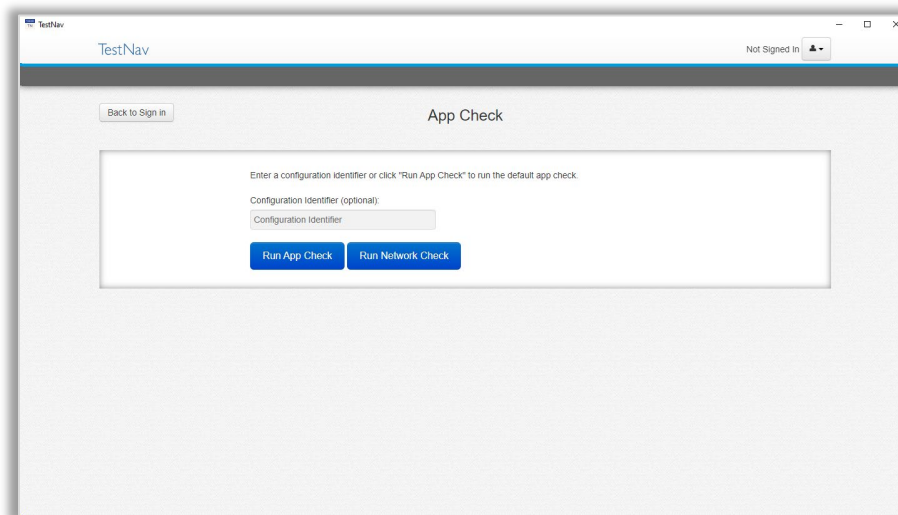 TestNav
TestNav
Not Signed In
Back to Sign in
App Check
Enter a configuration identifier or click "Run App Check" to run the default app check.
Configuration Identifier (optional):
Configuration Identifier
Run App Check
Run Network Check